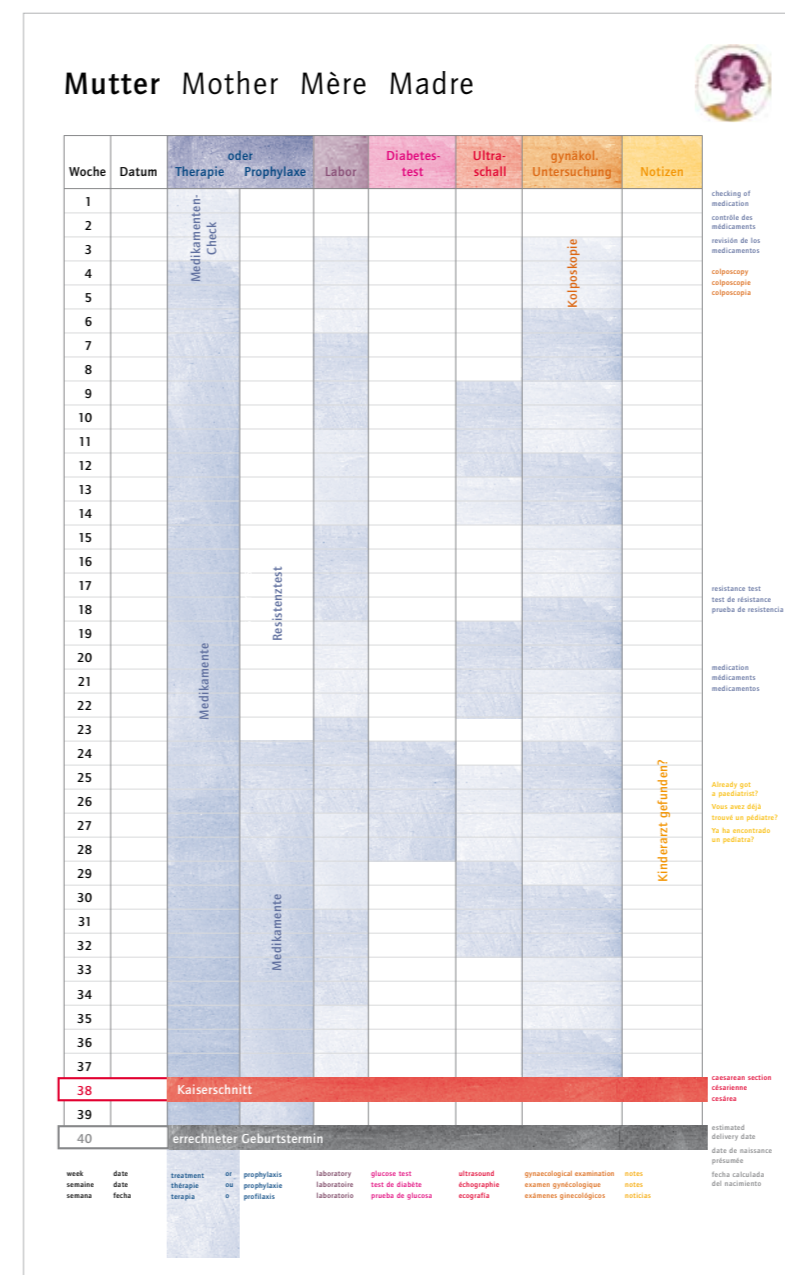 Mutter Mother Mère Madre
oder
Diabetes-
Ultra-
gynäkol.
Woche Datum Therapie Prophylaxe Labor test schall Untersuchung Notizen
1
2
3
4
5
6
7
8
9
10
11
12
13
14
15
16
17
18
19
20
21
22
23
24
25
26
27
28
29
30
31
32
33
34
35
36
37
38 Kaiserschnitt
39
40 errechneter Geburtstermin
Medikamenten-
Check
Medikamente
Resistenztest
Medikamente
Kolposkopie
Kinderarzt gefunden?
checking of
medication
contrôle des
médicaments
revisión de los
medicamentos
colposcopy
colposcopie
colposcopia
resistance test
test de résistance
prueba de resistencia
medication
médicaments
medicamentos
Already got
a paediatrist?
Vous avez déjà
trouvé un pédiatre?
Ya he encontrado
un pediatra?
caesarean section
césarienne
cesárea
estimated
delivery date
date de naissance
présumée
fecha calculada
del nacimiento
week date treatment or prophylaxis laboratory glucose test ultrasound gynaecological examination notes
semaine date thérapie ou prophylaxie laboratoire test de diabète échographie examen gynécologique notes
semana fecha terapia o profilaxis laboratorio prueba de glucosa ecografía exámenes ginecológicos noticias